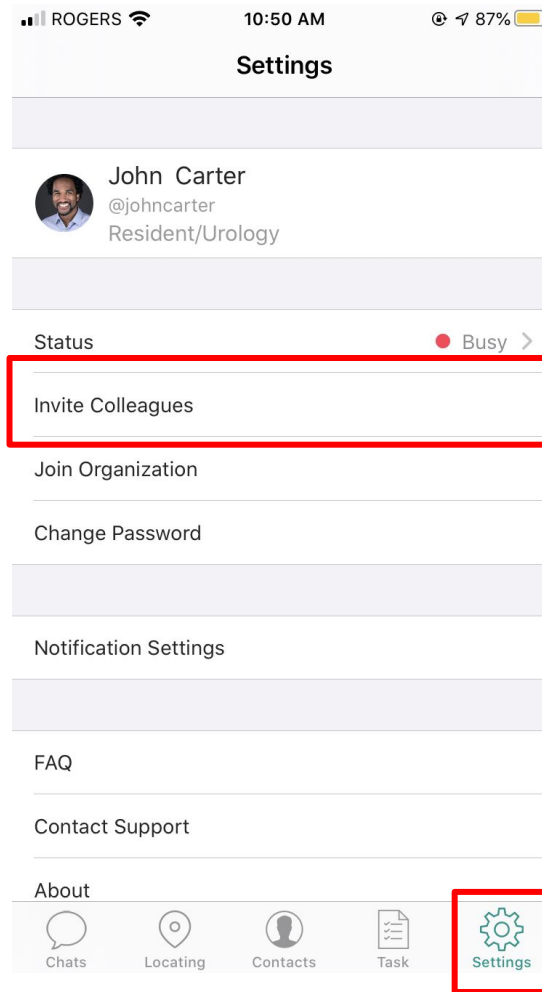 ROGERS 10:50 AM 87%
Settings
John Carter
@johncarter
Resident/Urology
Status Busy
Invite Colleagues
Join Organization
Change Password
Notification Settings
FAQ
Contact Support
About
Chats Locating Contacts Task Settings